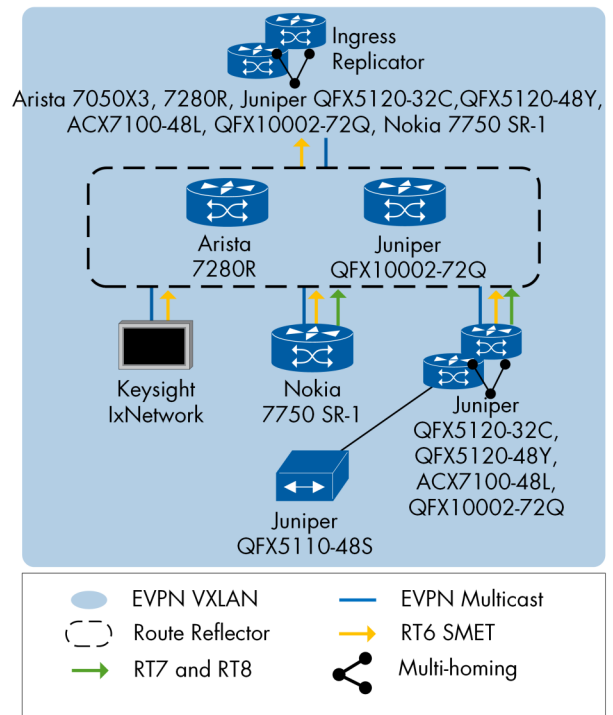 Ingress
Replicator
Arista 7050X3, 7280R, Juniper QFX5120-32C,QFX5120-48Y,
ACX7100-48L, QFX10002-72Q, Nokia 7750 SR-1
Arista
7280R
Juniper
QFX10002-72Q
Keysight
IxNetwork
Nokia
7750 SR-1
Juniper
QFX5120-32C,
QFX5120-48Y,
ACX7100-48L,
QFX10002-72Q
Juniper
QFX5110-48S
EVPN VXLAN
EVPN Multicast
Route Reflector
RT6 SMET
RT7 and RT8
Multi-homing